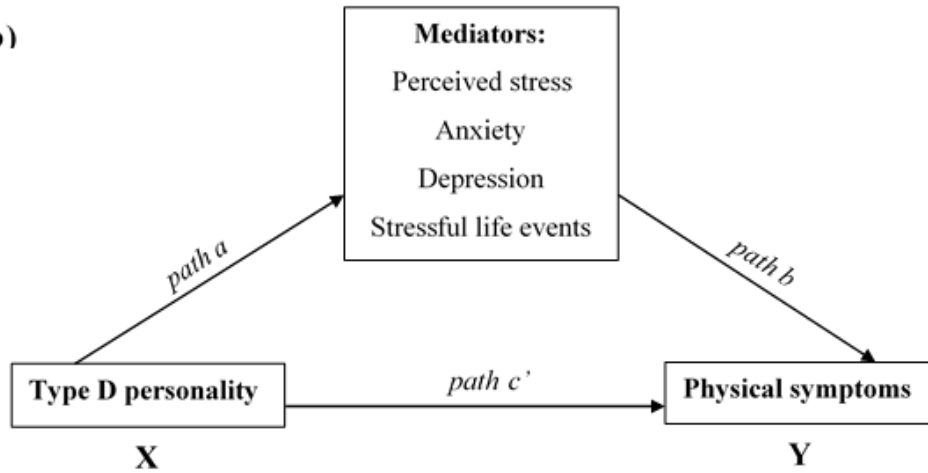 Mediators:
Perceived stress
Anxiety
Depression
Stressful life events
path a
path b
Type D personality
path c’
Physical symptoms
X
Y